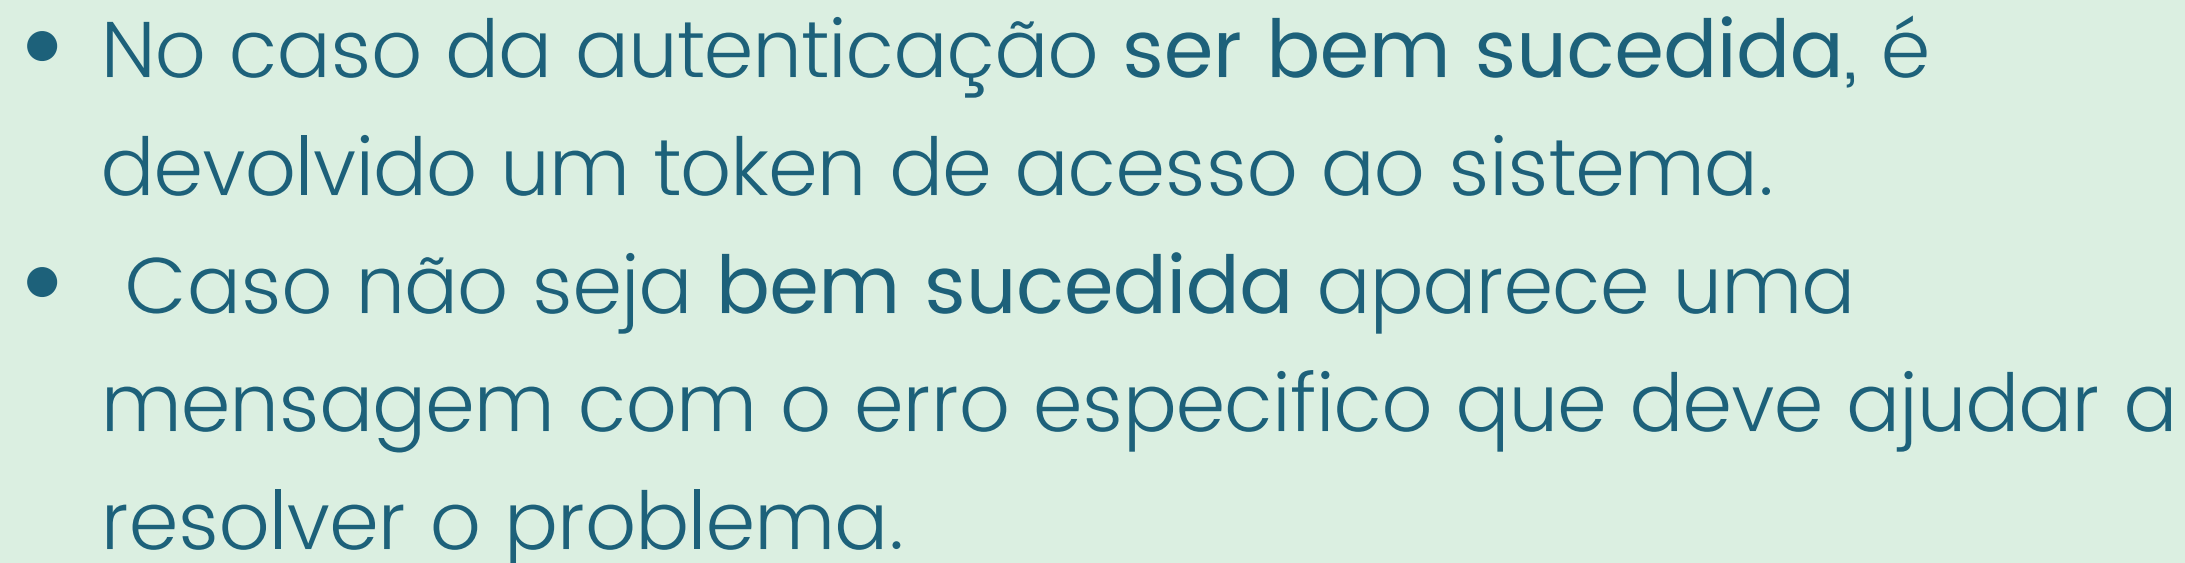 • No caso da autenticação ser bem sucedida, é
devolvido um token de acesso ao sistema.
• Caso não seja bem sucedida aparece uma
mensagem com o erro especifico que deve ajudar a
resolver o problema.